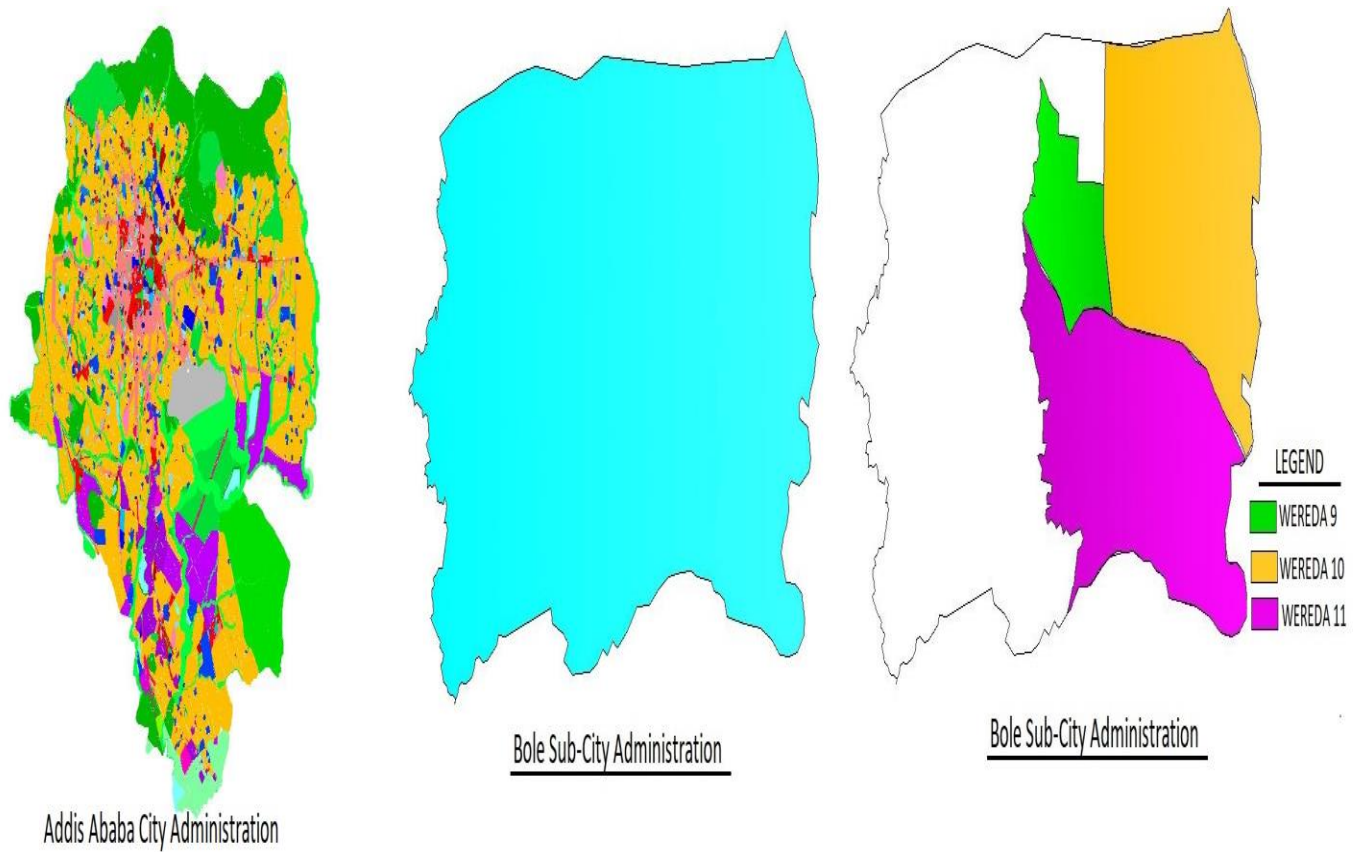 LEGEND
WEREDA 9
WEREDA 10
WEREDA 11
Bole Sub-City Administration
Bole Sub-City Administration
Addis Ababa City Administration